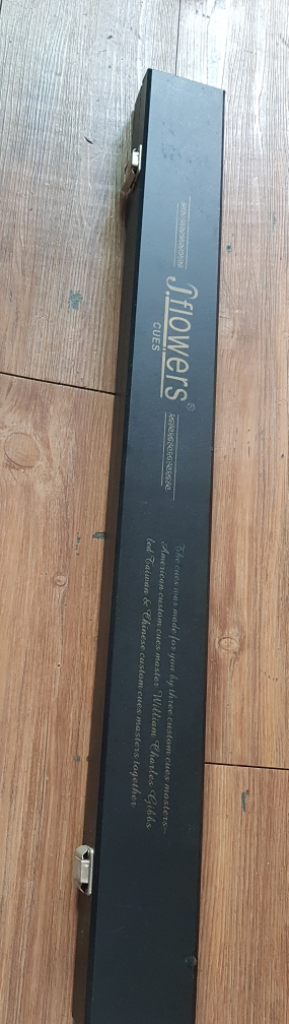 J.flowers®
CUES
The cues was made for you by three custom cues masters—
American custom cues master William Charles Gibbs
led Taiwan & Chinese custom cues masters together